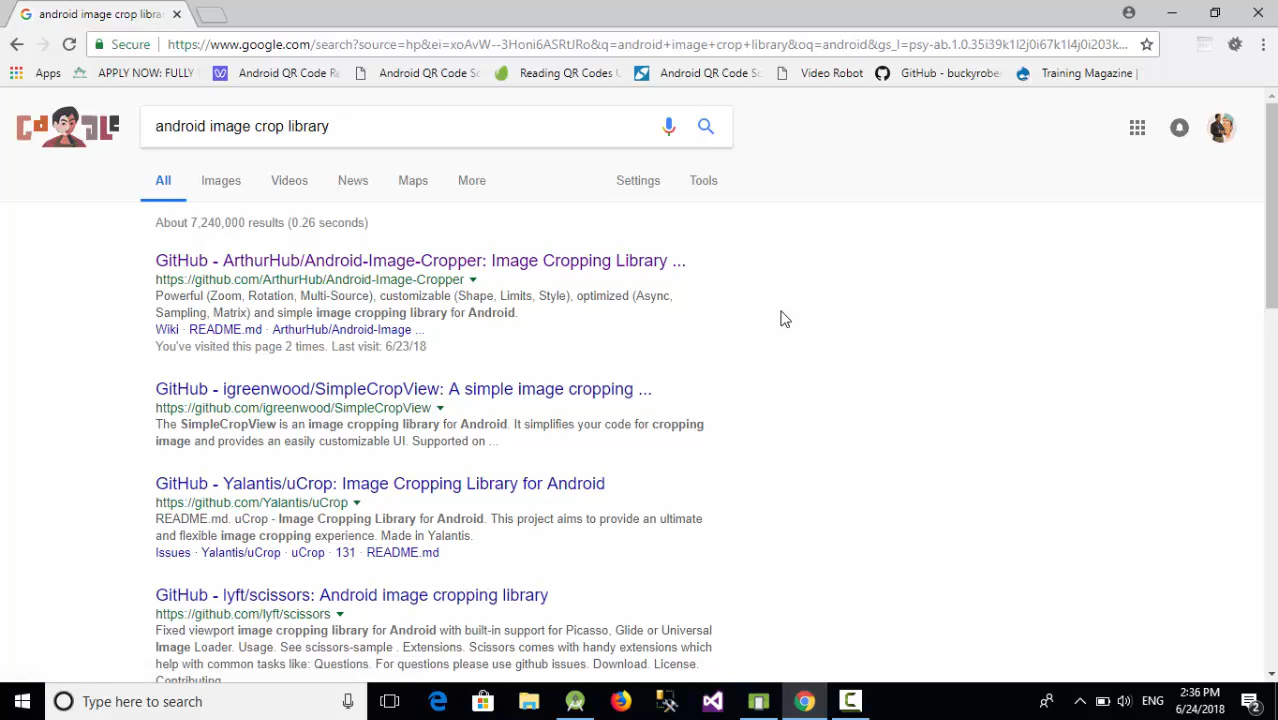 android image crop libra
Secure
https://www.google.com/search?source=hp&ei=xoAvW--3Honi6ASRtJRo&q=android+image+crop+library&oq=android&gs_l=psy-ab.1.0.35i39k1l2j0i67k1l4j0i203k...
Apps
APPLY NOW: FULLY
Android QR Code Re
Android QR Code Sc
Reading QR Codes U
Android QR Code Sc
Video Robot
GitHub - buckyrober
Training Magazine |
android image crop library
All Images Videos News Maps More Settings Tools
About 7,240,000 results (0.26 seconds)
GitHub - ArthurHub/Android-Image-Cropper: Image Cropping Library ...
https://github.com/ArthurHub/Android-Image-Cropper
Powerful (Zoom, Rotation, Multi-Source), customizable (Shape, Limits, Style), optimized (Async,
Sampling, Matrix) and simple image cropping library for Android.
Wiki · README.md · ArthurHub/Android-Image ...
You've visited this page 2 times. Last visit: 6/23/18
GitHub - igreenwood/SimpleCropView: A simple image cropping ...
https://github.com/igreenwood/SimpleCropView
The SimpleCropView is an image cropping library for Android. It simplifies your code for cropping
image and provides an easily customizable UI. Supported on ...
GitHub - Yalantis/uCrop: Image Cropping Library for Android
https://github.com/Yalantis/uCrop
README.md. uCrop - Image Cropping Library for Android. This project aims to provide an ultimate
and flexible image cropping experience. Made in Yalantis.
Issues · Yalantis/uCrop · uCrop · 131 · README.md
GitHub - lyft/scissors: Android image cropping library
https://github.com/lyft/scissors
Fixed viewport image cropping library for Android with built-in support for Picasso, Glide or Universal
Image Loader. Usage. See scissors-sample . Extensions. Scissors comes with handy extensions which
help with common tasks like: Questions. For questions please use github issues. Download. License.
Contributing.
Type here to search
ENG
2:36 PM
6/24/2018
2